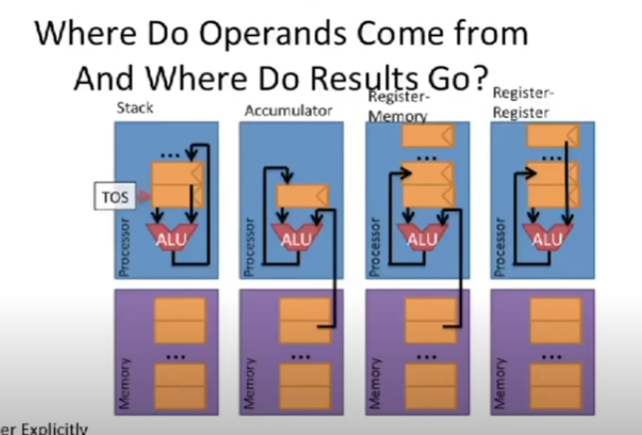 Where Do Operands Come from
And Where Do Results Go?
Stack
Accumulator
Register-
Memory
Register-
Register
...
...
...
TOS
ALU
ALU
ALU
ALU
Processor
Processor
Processor
Processor
...
...
...
...
Memory
Memory
Memory
Memory
er Explicitly